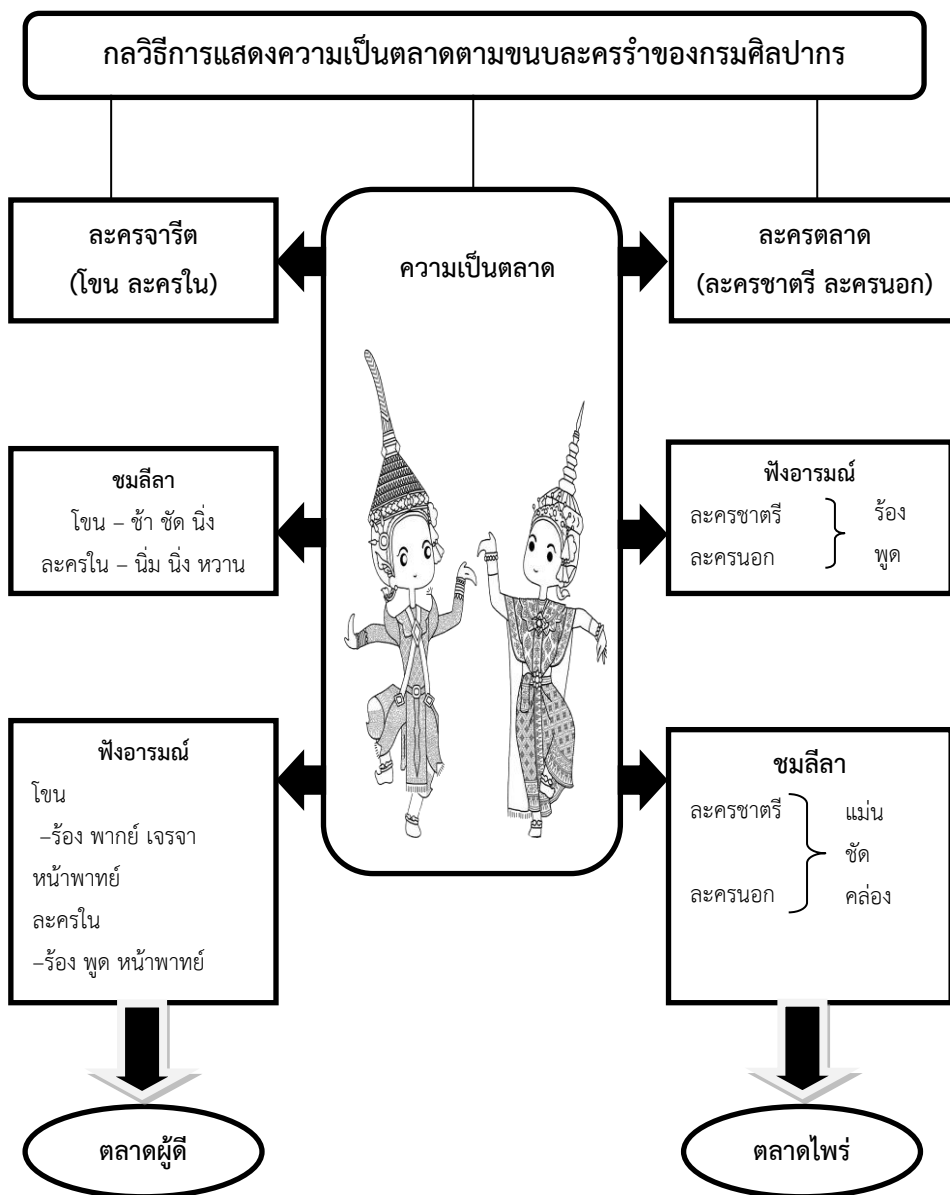 กลวิธีการแสดงความเป็นตลาดตามขนบละครรำของกรมศิลปากร
ละครจารีต
(โขน ละครใน)
ความเป็นตลาด
ละครตลาด
(ละครชาตรี ละครนอก)
ชมลีลา
โขน – ช้า ชัด นิ่ง
ละครใน – นิ่ม นิ่ง หวาน
ฟังอารมณ์
ละครชาตรี ร้อง
ละครนอก พูด
ฟังอารมณ์
โขน
–ร้อง พากย์ เจรจา
หน้าพาทย์
ละครใน
–ร้อง พูด หน้าพาทย์
ชมลีลา
ละครชาตรี แม่น
ชัด
ละครนอก คล่อง
ตลาดผู้ดี
ตลาดไพร่